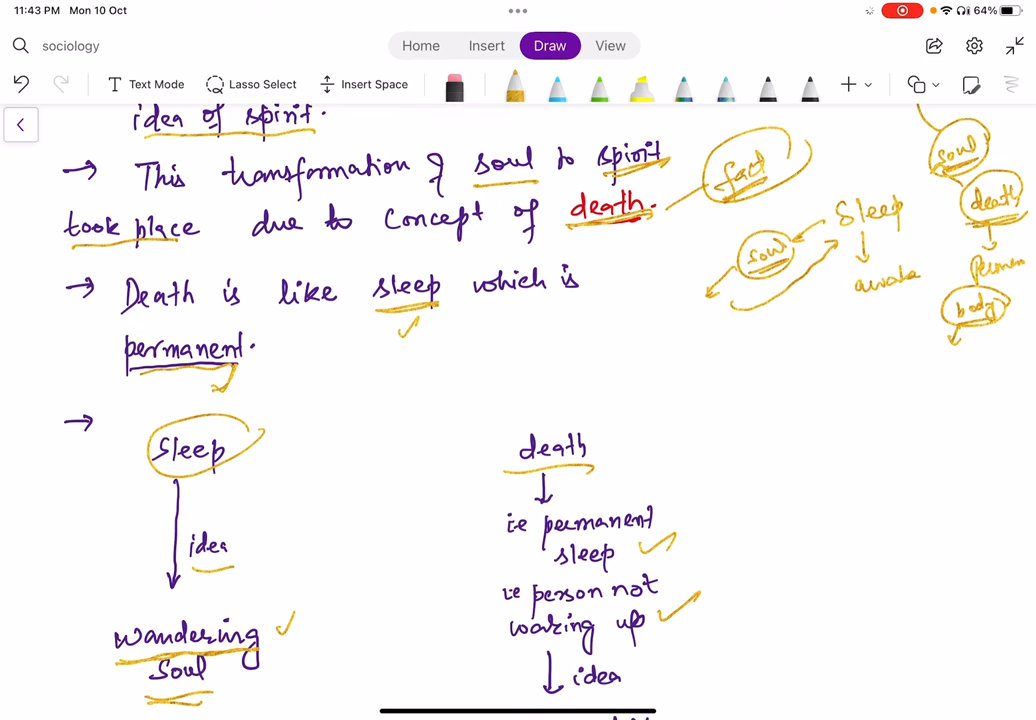 11:43 PM Mon 10 Oct
64%
sociology
Home Insert Draw View
Text Mode Lasso Select Insert Space
idea of spirit.
→ This transformation of soul to spirit
took place due to concept of death.
fact
soul
death
body
Sleep
soul
→ Death is like sleep which is
permanent.
→
Sleep
idea
wandering
soul
death
i.e permanent
sleep
i.e person not
waking up
idea